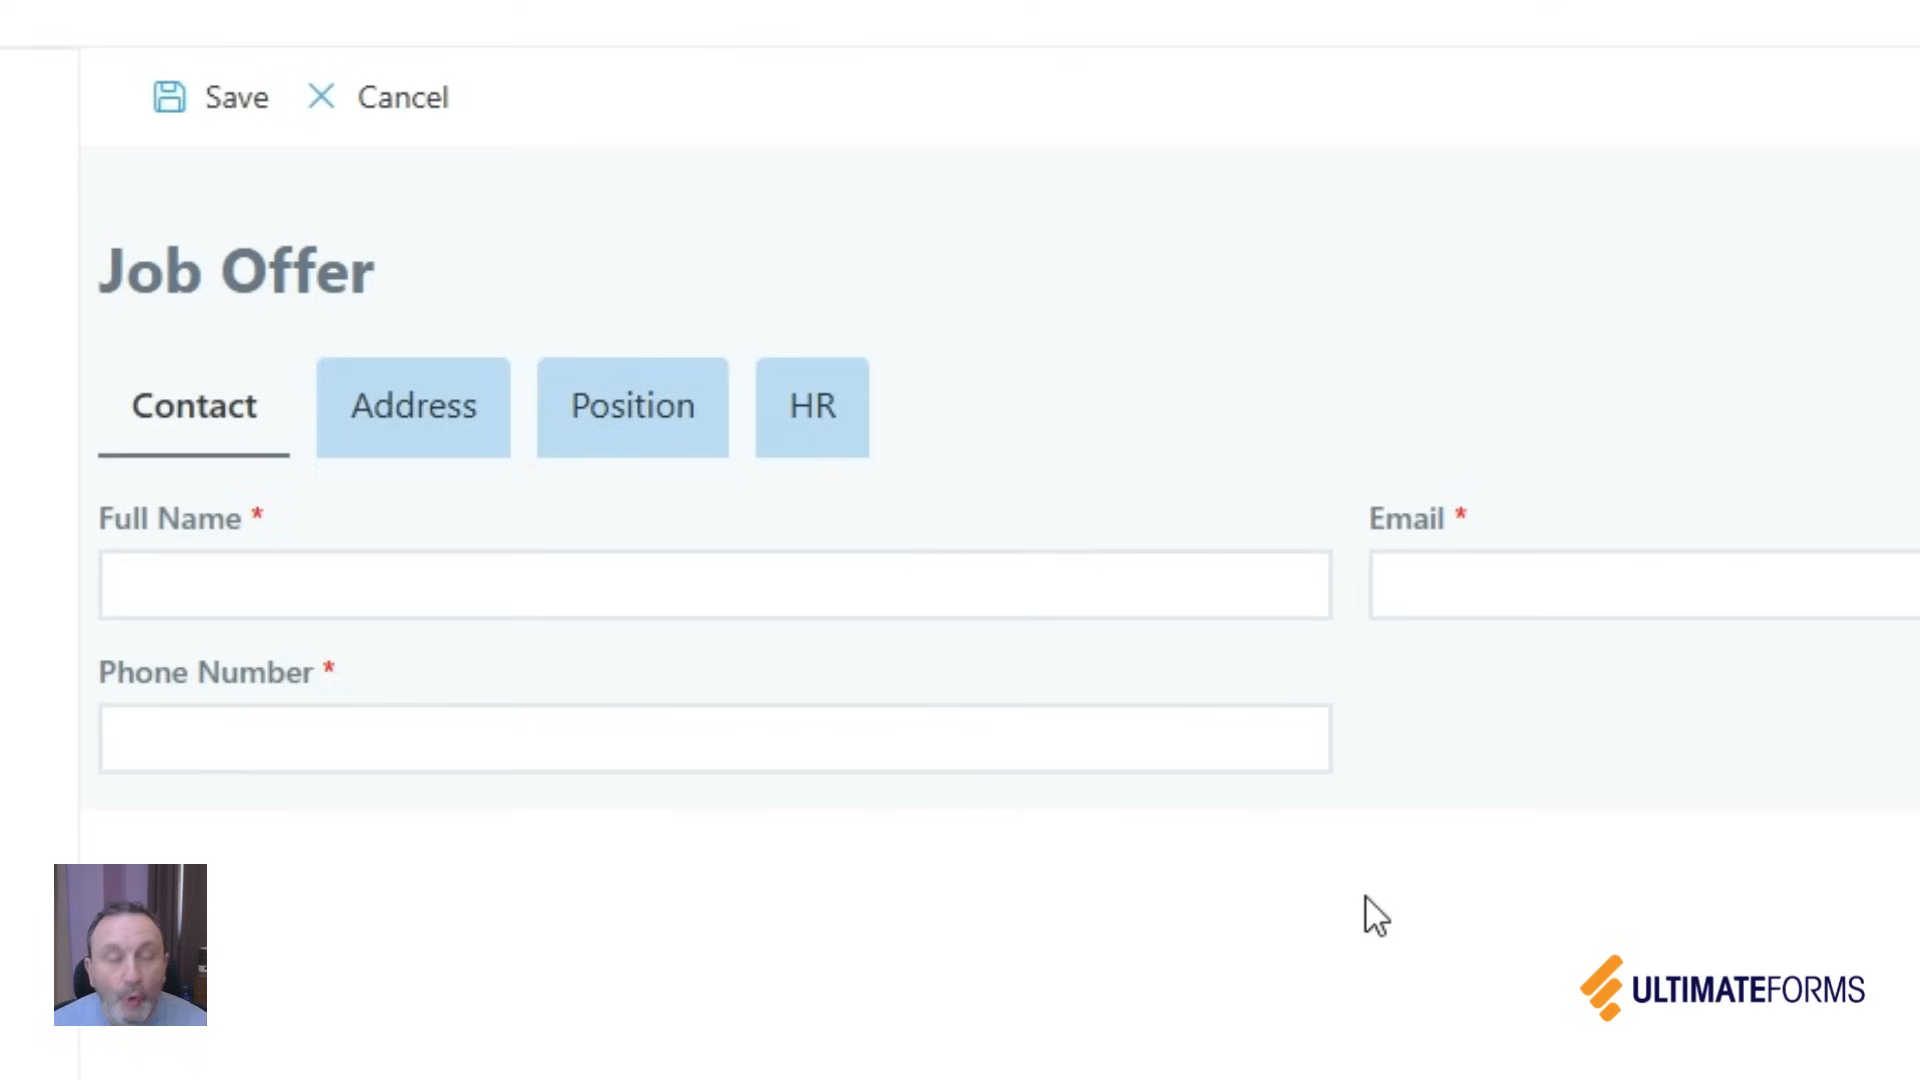 Save Cancel
Job Offer
Contact Address Position HR
Full Name * Email *
Phone Number *
ULTIMATEFORMS